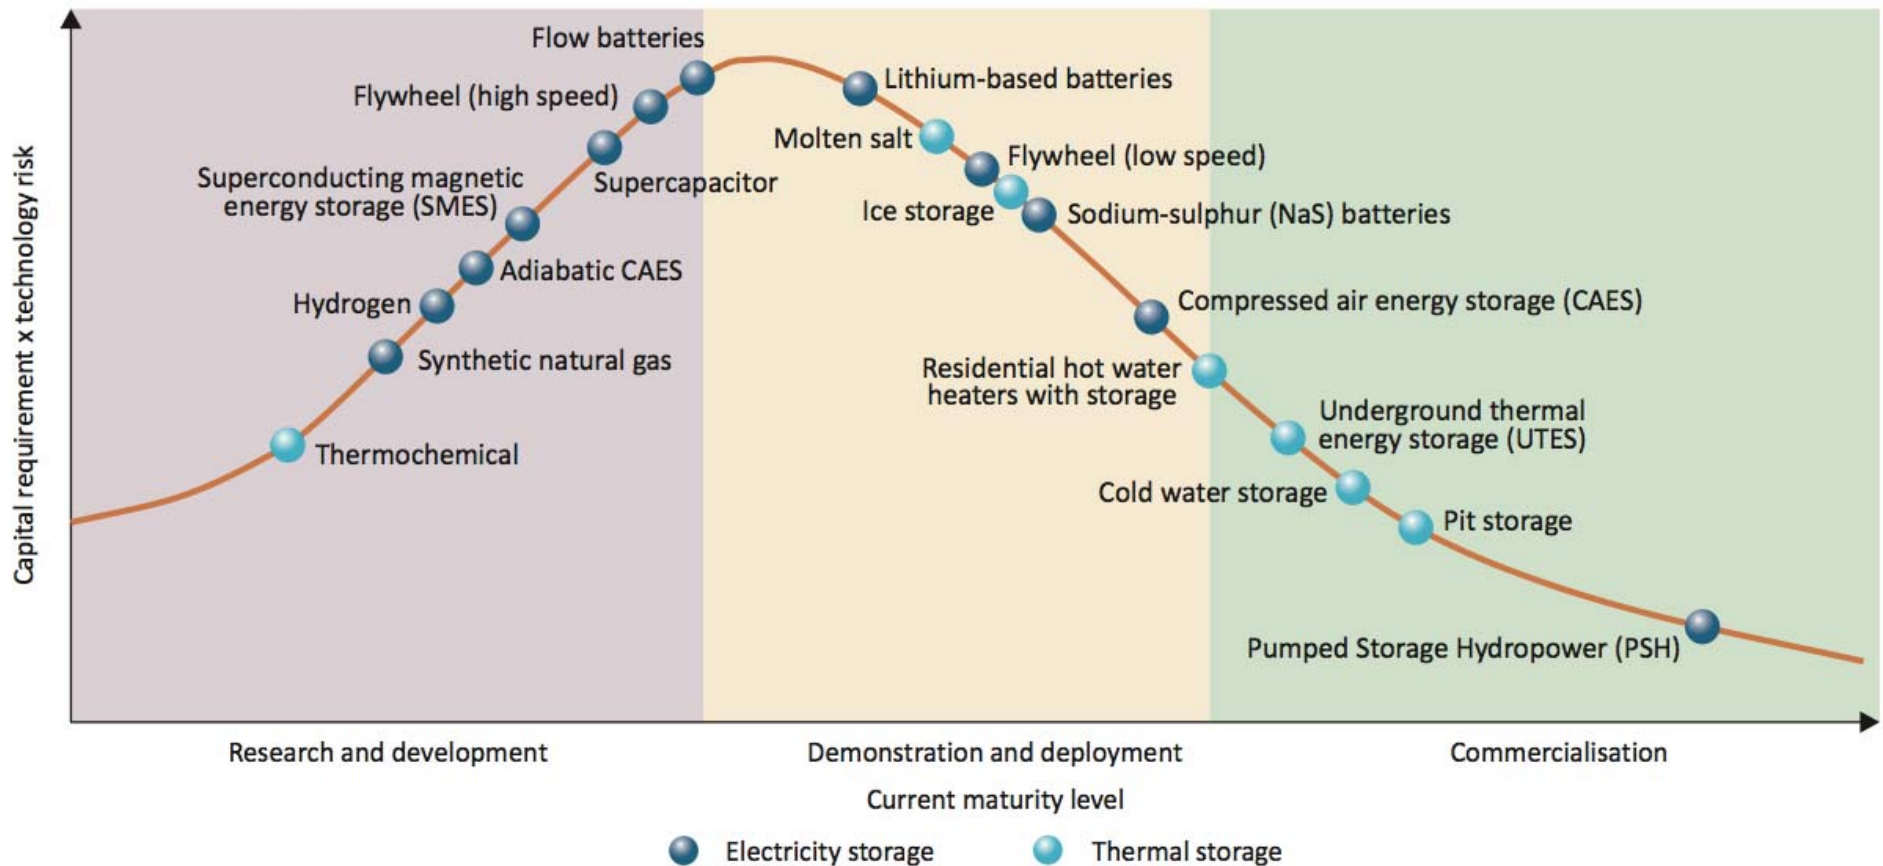 Flow batteries
Lithium-based batteries
Flywheel (high speed)
Molten salt
Flywheel (low speed)
Superconducting magnetic
energy storage (SMES)
Supercapacitor
Ice storage
Sodium-sulphur (NaS) batteries
Adiabatic CAES
Hydrogen
Compressed air energy storage (CAES)
Synthetic natural gas
Residential hot water
heaters with storage
Underground thermal
energy storage (UTES)
Thermochemical
Cold water storage
Pit storage
Pumped Storage Hydropower (PSH)
Capital requirement x technology risk
Research and development
Demonstration and deployment
Commercialisation
Current maturity level
Electricity storage
Thermal storage